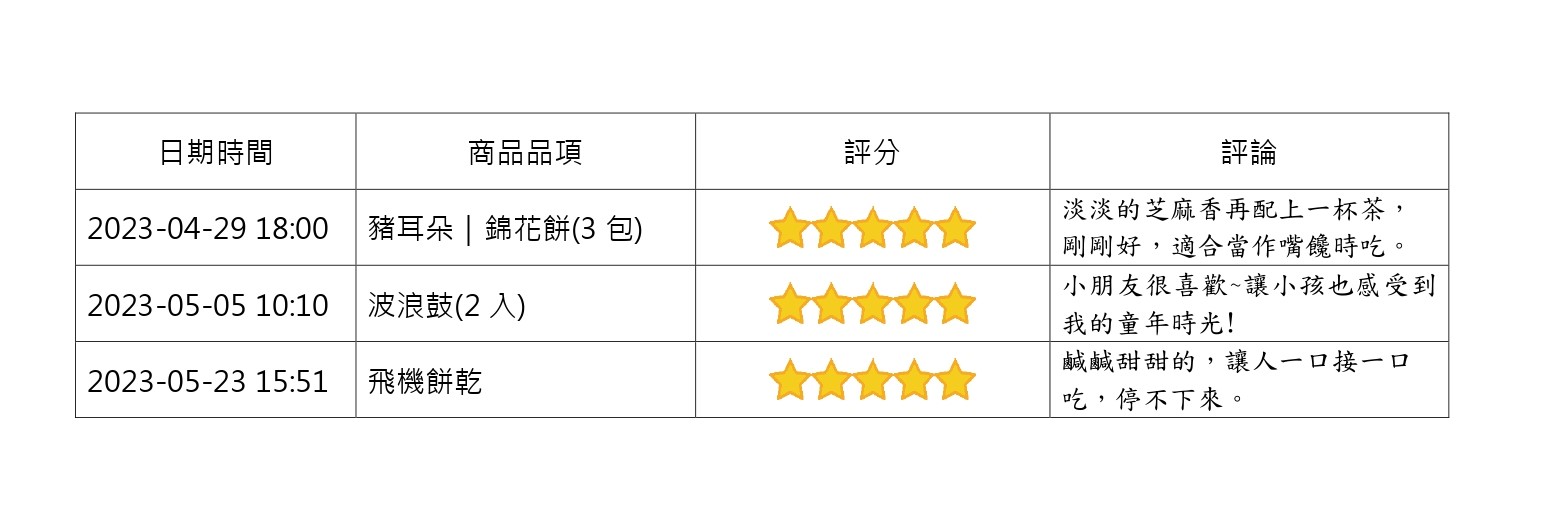 日期時間 商品品項 評分 評論
2023-04-29 18:00 豬耳朵 | 錦花餅(3 包) 淡淡的芝麻香再配上一杯茶，
剛剛好，適合當作嘴饞時吃。
2023-05-05 10:10 波浪鼓(2 入) 小朋友很喜歡~讓小孩也感受到
我的童年時光!
2023-05-23 15:51 飛機餅乾 鹹鹹甜甜的，讓人一口接一口
吃，停不下來。